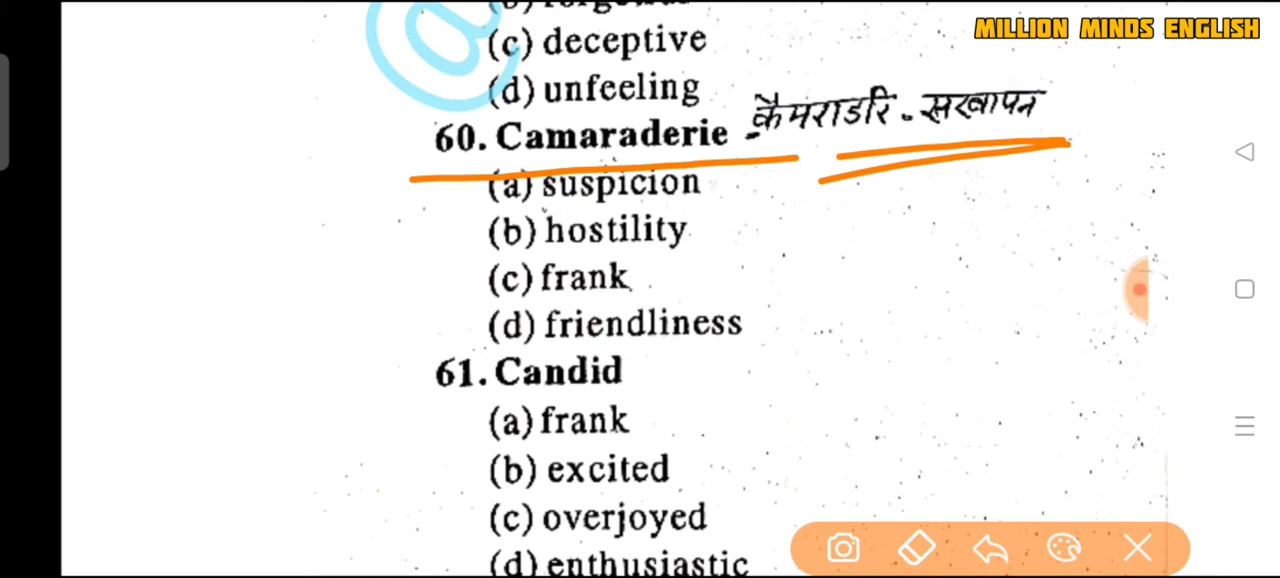 MILLION MINDS ENGLISH
(c) deceptive
(d) unfeeling
60. Camaraderie - कैमराडरि - सखापन
(a) suspicion
(b) hostility
(c) frank
(d) friendliness
61. Candid
(a) frank
(b) excited
(c) overjoyed
(d) enthusiastic